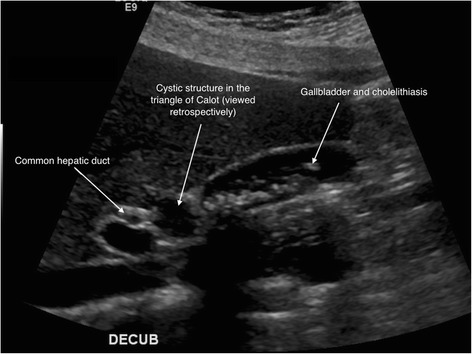 E9
Cystic structure in the
triangle of Calot (viewed
retrospectively)
Gallbladder and cholelithiasis
Common hepatic duct
DECUB